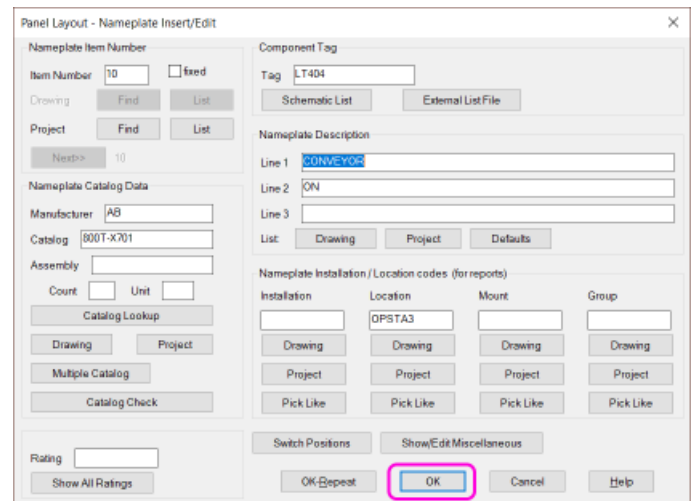 Panel Layout - Nameplate Insert/Edit
Nameplate Item Number
Item Number 10 fixed
Drawing Find List
Project Find List
Next>> 10
Nameplate Catalog Data
Manufacturer AB
Catalog 800T-X701
Assembly
Count Unit
Catalog Lookup
Drawing Project
Multiple Catalog
Catalog Check
Rating
Show All Ratings
Component Tag
Tag LT404
Schematic List External List File
Nameplate Description
Line 1 CONVEYOR
Line 2 ON
Line 3
List: Drawing Project Defaults
Nameplate Installation / Location codes (for reports)
Installation Location Mount Group
OPSTA3
Drawing Drawing Drawing Drawing
Project Project Project Project
Pick Like Pick Like Pick Like Pick Like
Switch Positions Show/Edit Miscellaneous
OK-Repeat OK Cancel Help